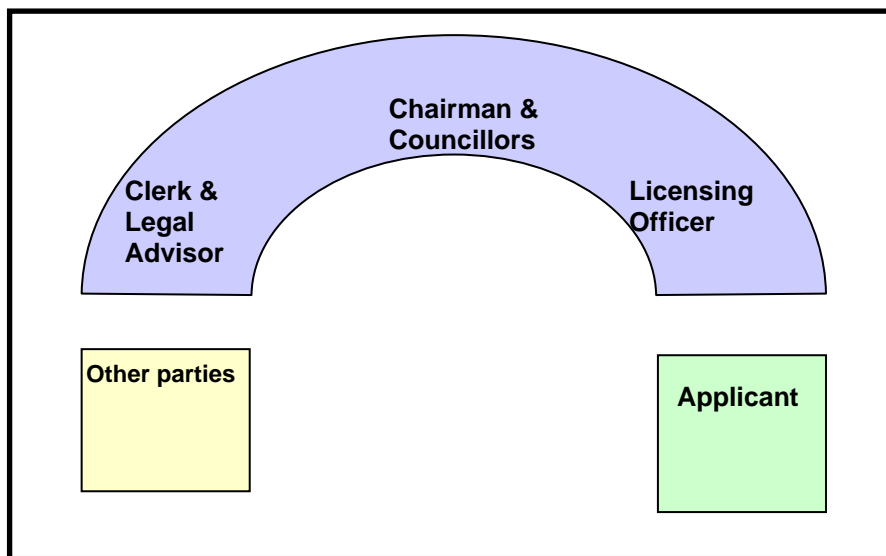 Chairman &
Councillors
Clerk &
Legal
Advisor
Licensing
Officer
Other parties
Applicant